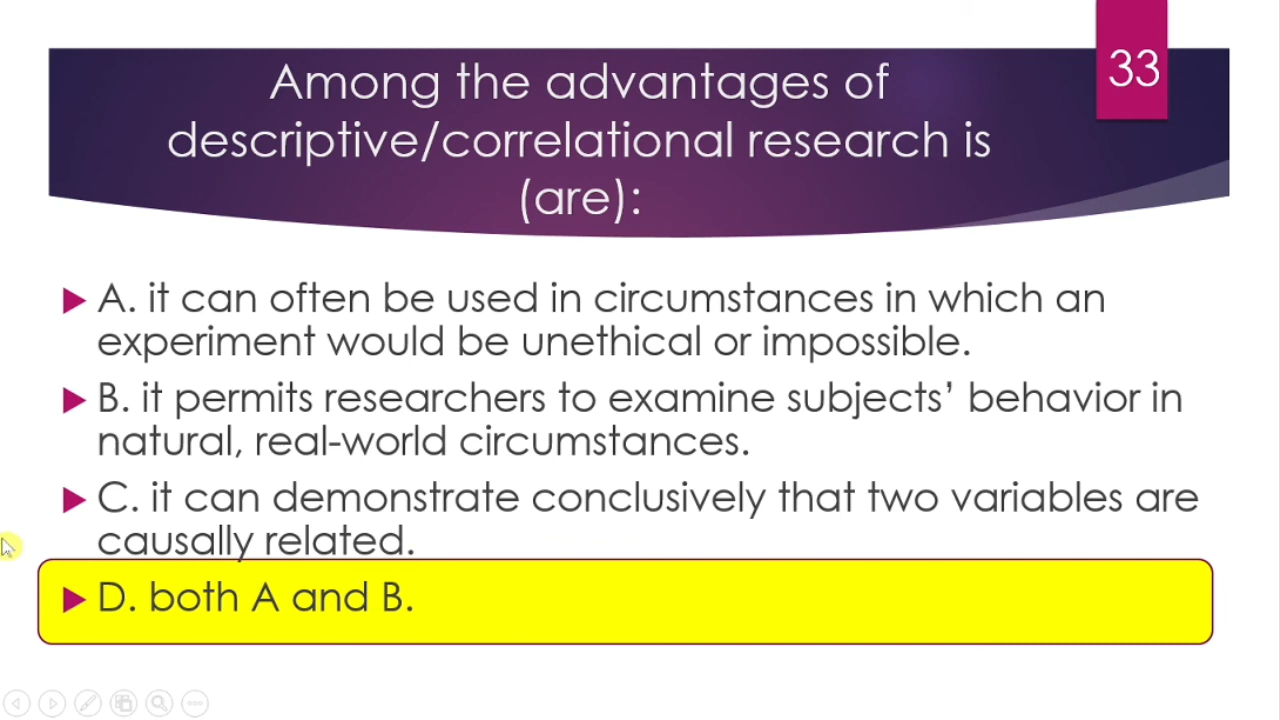 33
Among the advantages of
descriptive/correlational research is
(are):
A. it can often be used in circumstances in which an
experiment would be unethical or impossible.
B. it permits researchers to examine subjects’ behavior in
natural, real-world circumstances.
C. it can demonstrate conclusively that two variables are
causally related.
D. both A and B.